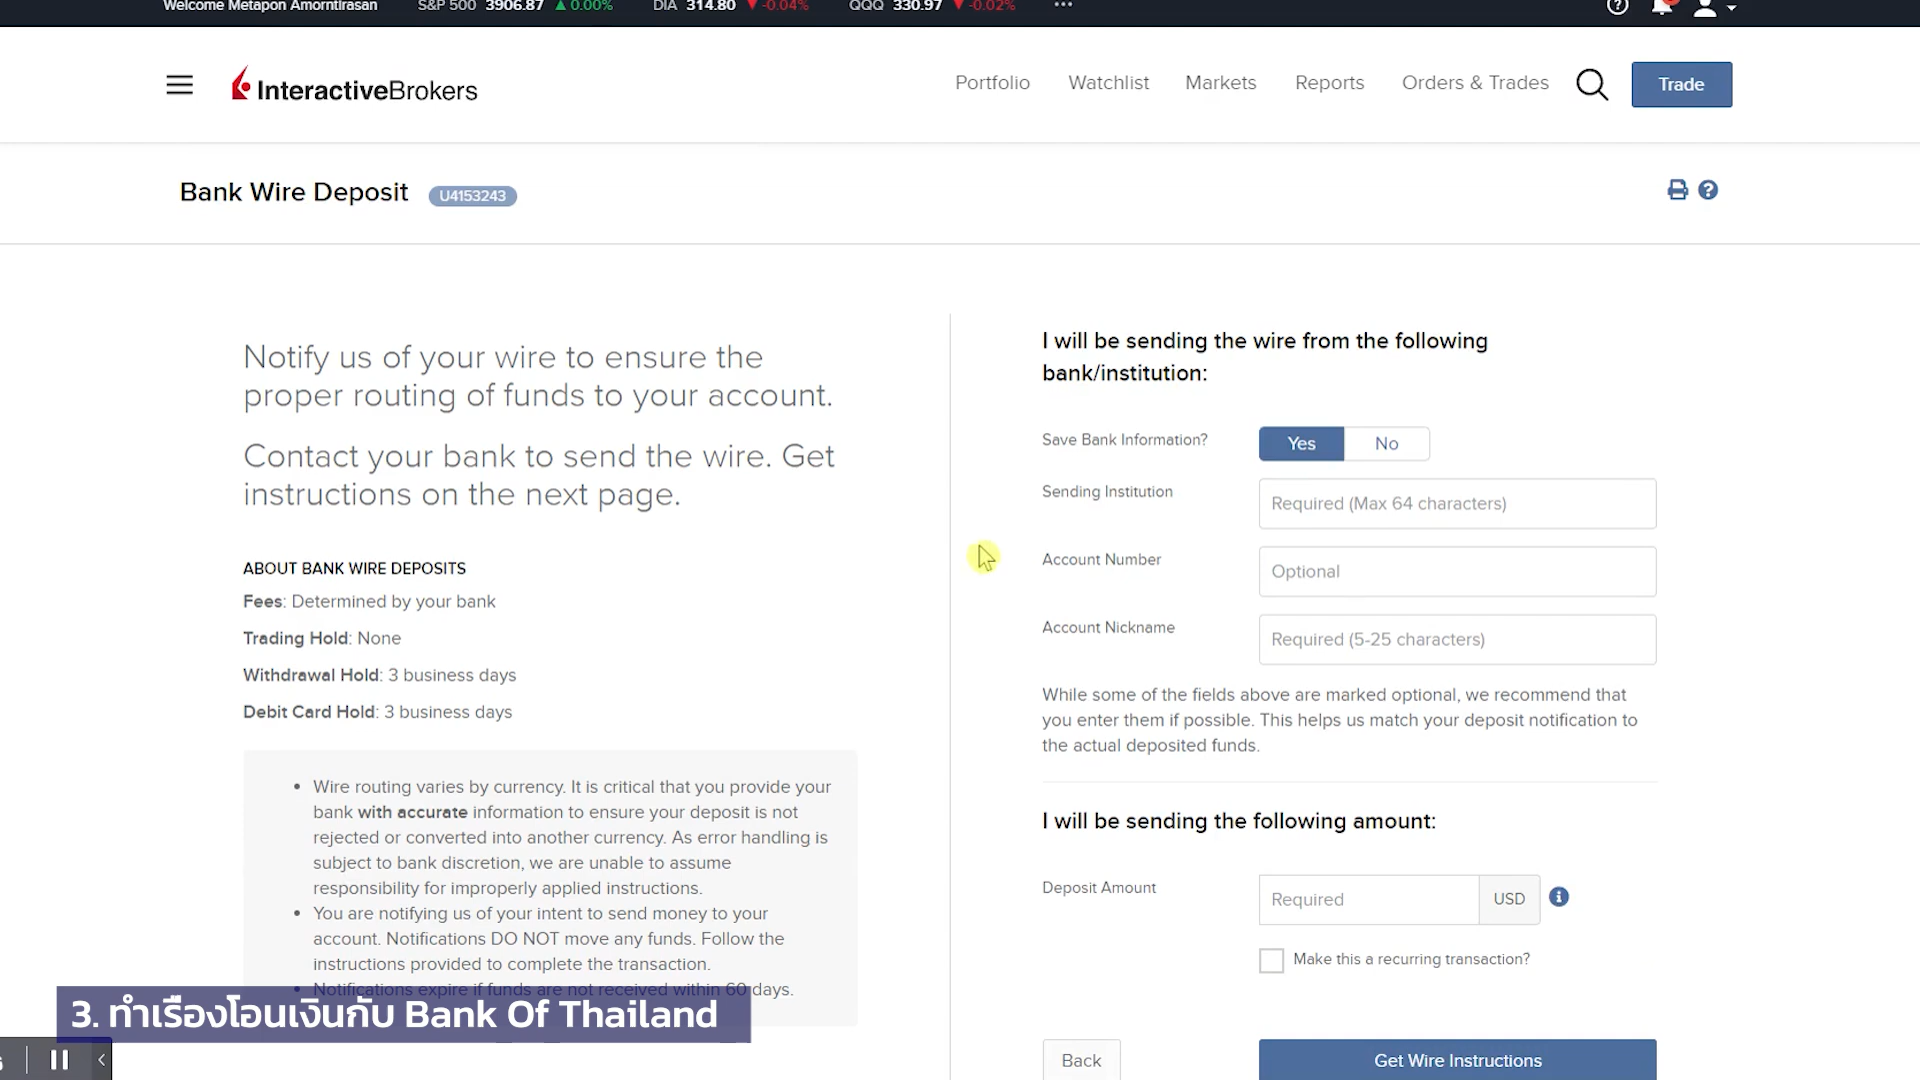 Welcome Metapon Amorntirasan S&P 500 3906.87 ▲ 0.00% DIA 314.80 ▼ -0.04% QQQ 330.97 ▼ -0.02% ...
InteractiveBrokers
Portfolio Watchlist Markets Reports Orders & Trades Trade
Bank Wire Deposit U4153243
Notify us of your wire to ensure the
proper routing of funds to your account.
Contact your bank to send the wire. Get
instructions on the next page.
ABOUT BANK WIRE DEPOSITS
Fees: Determined by your bank
Trading Hold: None
Withdrawal Hold: 3 business days
Debit Card Hold: 3 business days
• Wire routing varies by currency. It is critical that you provide your
bank with accurate information to ensure your deposit is not
rejected or converted into another currency. As error handling is
subject to bank discretion, we are unable to assume
responsibility for improperly applied instructions.
• You are notifying us of your intent to send money to your
account. Notifications DO NOT move any funds. Follow the
instructions provided to complete the transaction.
• Notifications expire if funds are not received within 60 days.
I will be sending the wire from the following
bank/institution:
Save Bank Information? Yes No
Sending Institution Required (Max 64 characters)
Account Number Optional
Account Nickname Required (5-25 characters)
While some of the fields above are marked optional, we recommend that
you enter them if possible. This helps us match your deposit notification to
the actual deposited funds.
I will be sending the following amount:
Deposit Amount Required USD
Make this a recurring transaction?
Back Get Wire Instructions
3. ทำเรื่องโอนเงินกับ Bank Of Thailand